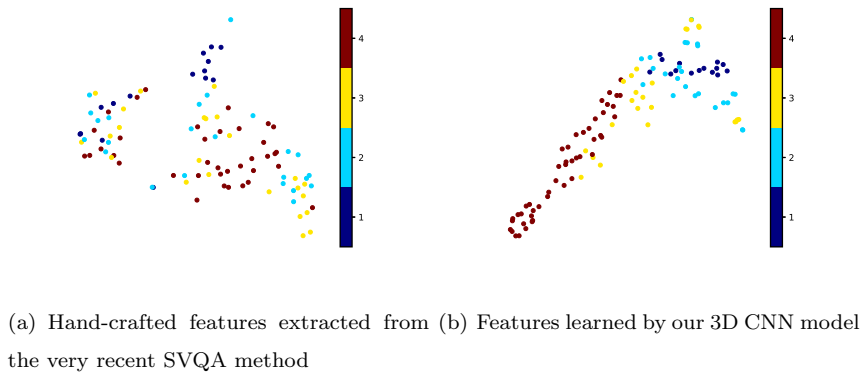 4
3
2
1
4
3
2
1
(a) Hand-crafted features extracted from
the very recent SVQA method
(b) Features learned by our 3D CNN model